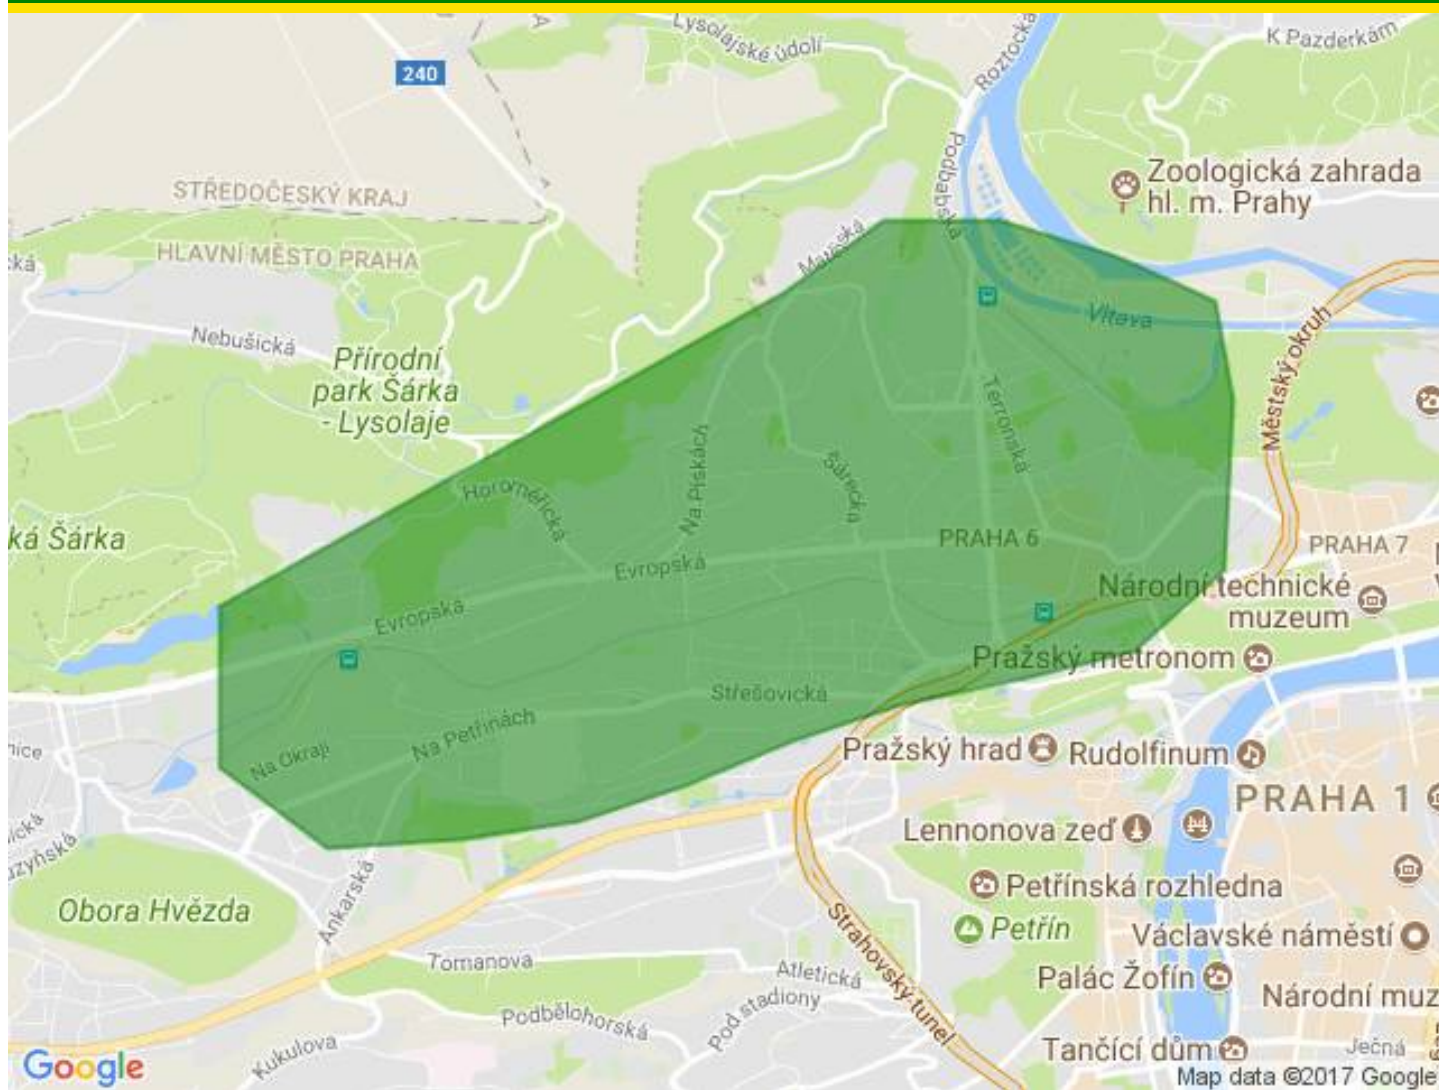 Lysolajské údolí
Roztocká
K Pazderkám
240
Podbabská
Zoologická zahrada
hl. m. Prahy
STŘEDOČESKÝ KRAJ
HLAVNÍ MĚSTO PRAHA
Matějská
Vltava
Městský okruh
Nebušická
Přírodní
park Šárka
- Lysolaje
Terronská
Na Pískách
Šárecká
Horoměřická
ká Šárka
PRAHA 6
PRAHA 7
Evropská
Národní technické
muzeum
Evropská
Pražský metronom
Střešovická
Na Petřinách
Na Okraji
nice
Pražský hrad
Rudolfinum
PRAHA 1
Lennonova zeď
Ankarská
Petřínská rozhledna
Obora Hvězda
Petřín
Václavské náměstí
Strahovský tunel
Tomanova
Atletická
Palác Žofín
Pod stadiony
Národní muz
Podbělohorská
Kukulova
Tančící dům
Ječná
Google
Map data ©2017 Google